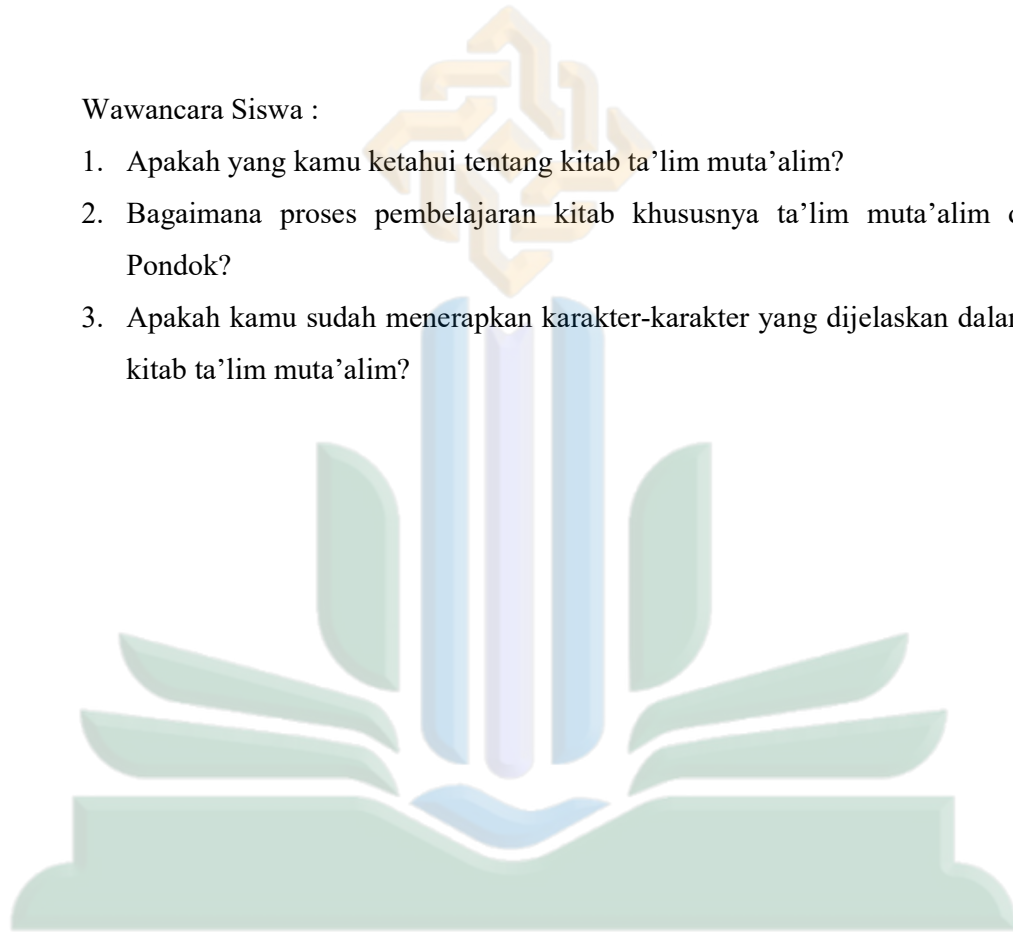 Wawancara Siswa :
1. Apakah yang kamu ketahui tentang kitab ta’lim muta’alim?
2. Bagaimana proses pembelajaran kitab khususnya ta’lim muta’alim
Pondok?
3. Apakah kamu sudah menerapkan karakter-karakter yang dijelaskan
kitab ta’lim muta’alim?